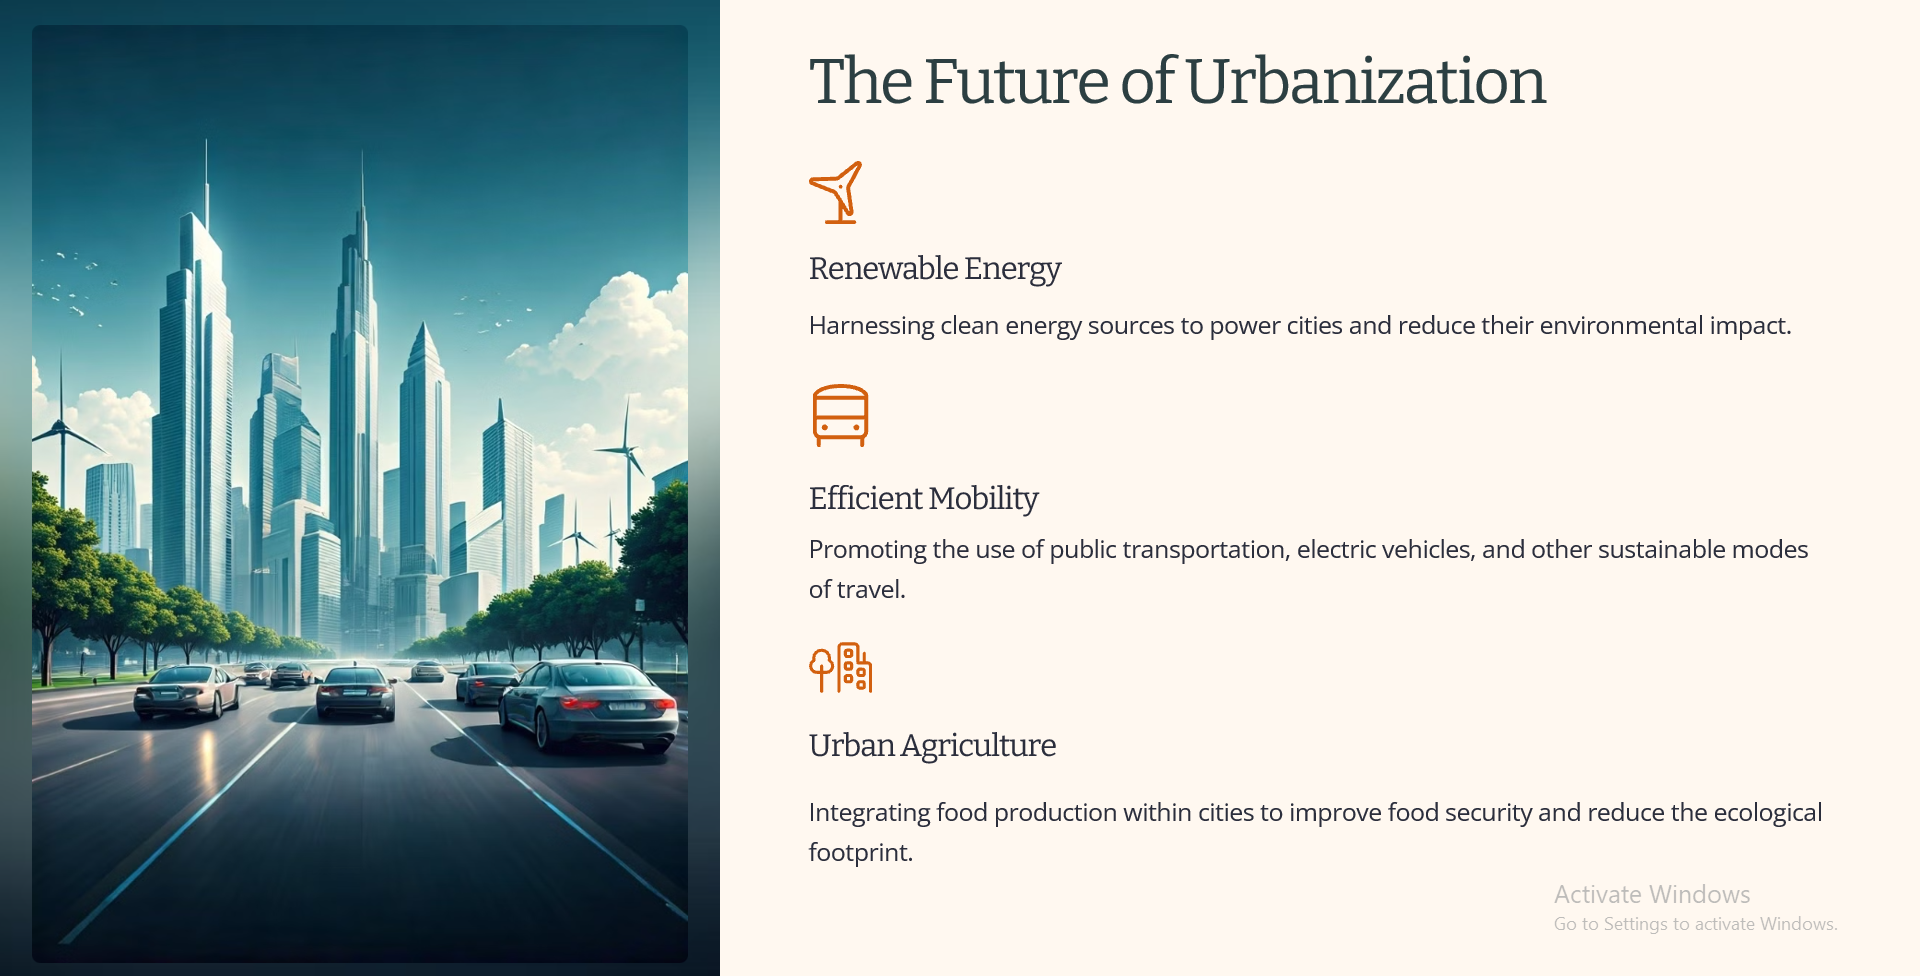 The Future of Urbanization
Renewable Energy
Harnessing clean energy sources to power cities and reduce their environmental impact.
Efficient Mobility
Promoting the use of public transportation, electric vehicles, and other sustainable modes
of travel.
Urban Agriculture
Integrating food production within cities to improve food security and reduce the ecological
footprint.
Activate Windows
Go to Settings to activate Windows.